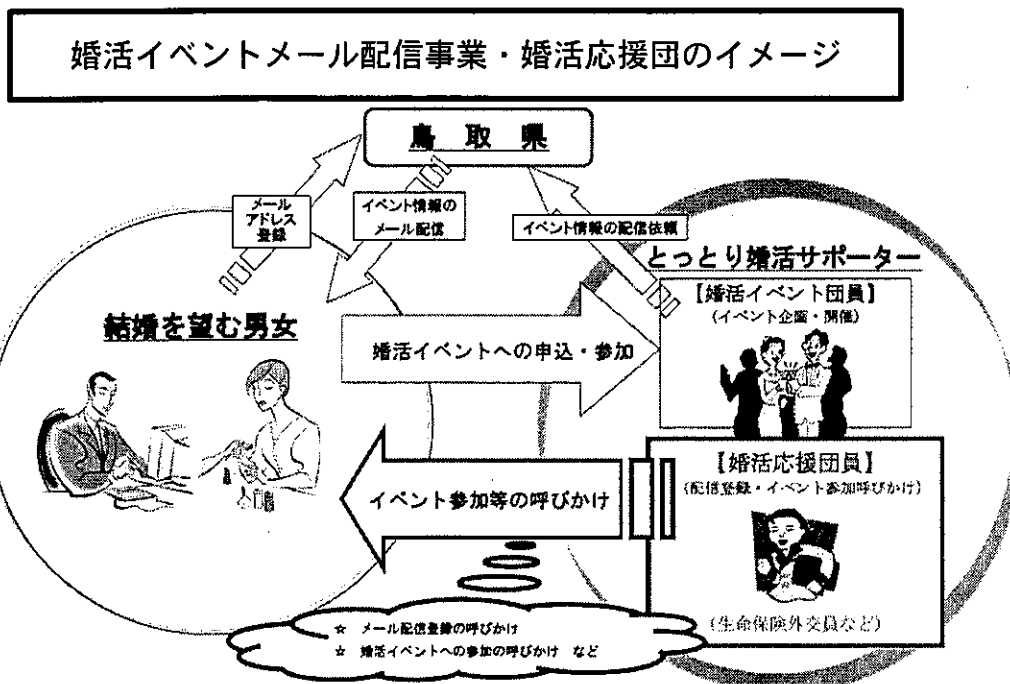 婚活イベントメール配信事業・婚活応援団のイメージ
鳥取県
メール
アドレス
登録
イベント情報の
メール配信
イベント情報の配信依頼
とっとり婚活サポーター
【婚活イベント団員】
(イベント企画・開催)
結婚を望む男女
婚活イベントへの申込・参加
【婚活応援団員】
(配信登録・イベント参加呼びかけ)
イベント参加等の呼びかけ
(生命保険外交員など)
☆ メール配信登録の呼びかけ
☆ 婚活イベントへの参加の呼びかけ など